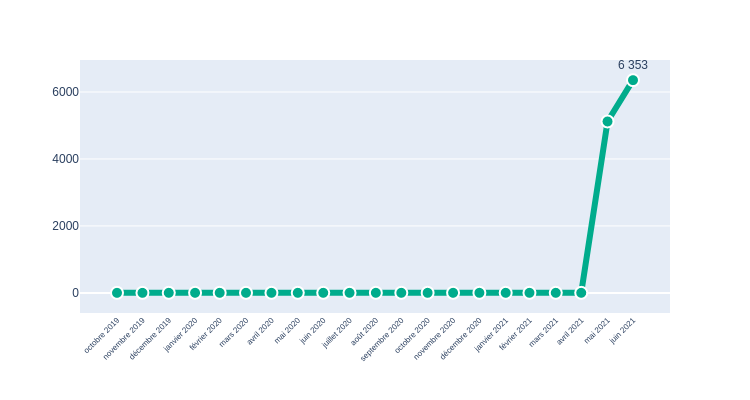 6 353
6000
4000
2000
0
octobre 2019
novembre 2019
décembre 2019
janvier 2020
février 2020
mars 2020
avril 2020
mai 2020
juin 2020
juillet 2020
août 2020
septembre 2020
octobre 2020
novembre 2020
décembre 2020
janvier 2021
février 2021
mars 2021
avril 2021
mai 2021
juin 2021